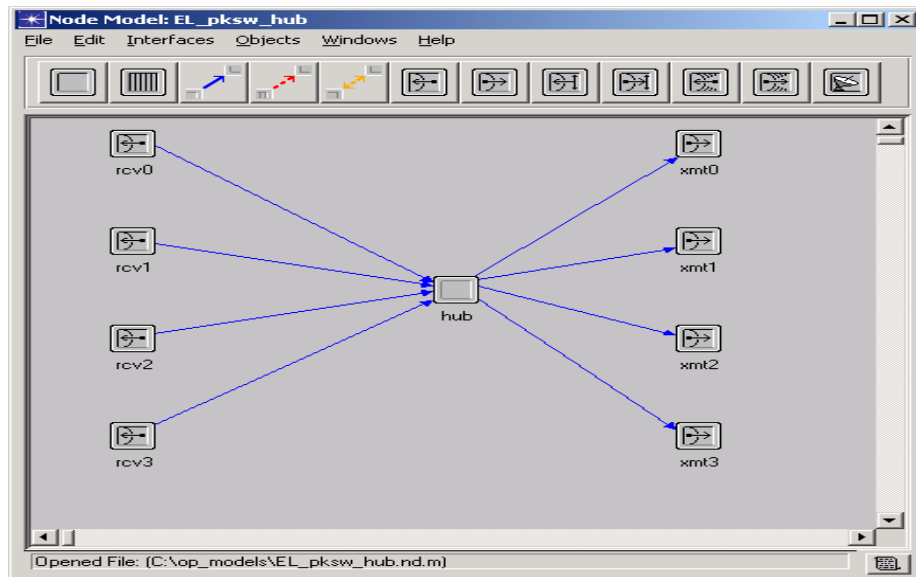 Node Model: EL_pksw_hub
File Edit Interfaces Objects Windows Help
rcv0 xmt0
rcv1 xmt1
hub
rcv2 xmt2
rcv3 xmt3
Opened File: (C:\op_models\EL_pksw_hub.nd.m)